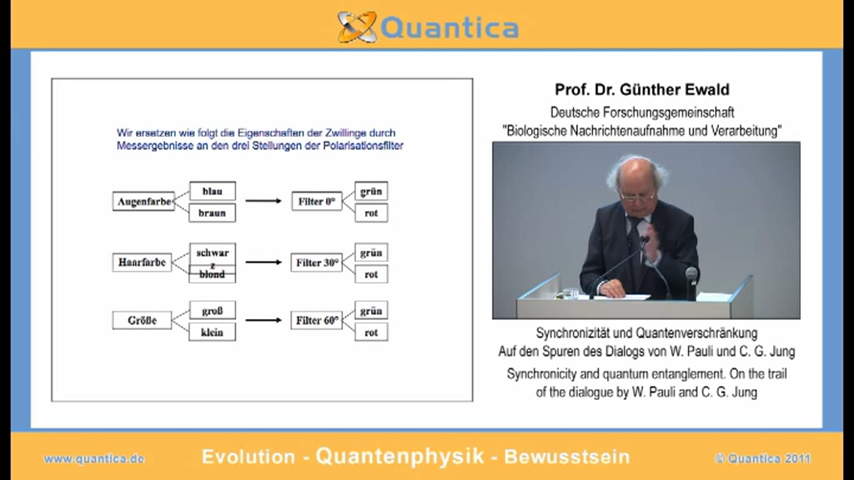 Quantica
Wir ersetzen wie folgt die Eigenschaften der Zwillinge durch
Messergebnisse an den drei Stellungen der Polarisationsfilter
Augenfarbe
blau
braun
Filter 0°
grün
rot
Haarfarbe
schwar
z
blond
Filter 30°
grün
rot
Größe
groß
klein
Filter 60°
grün
rot
Prof. Dr. Günther Ewald
Deutsche Forschungsgemeinschaft
"Biologische Nachrichtenaufnahme und Verarbeitung"
Synchronizität und Quantenverschränkung
Auf den Spuren des Dialogs von W. Pauli und C. G. Jung
Synchronicity and quantum entanglement. On the trail
of the dialogue by W. Pauli and C. G. Jung
www.quantica.de
Evolution - Quantenphysik - Bewusstsein
© Quantica 2011